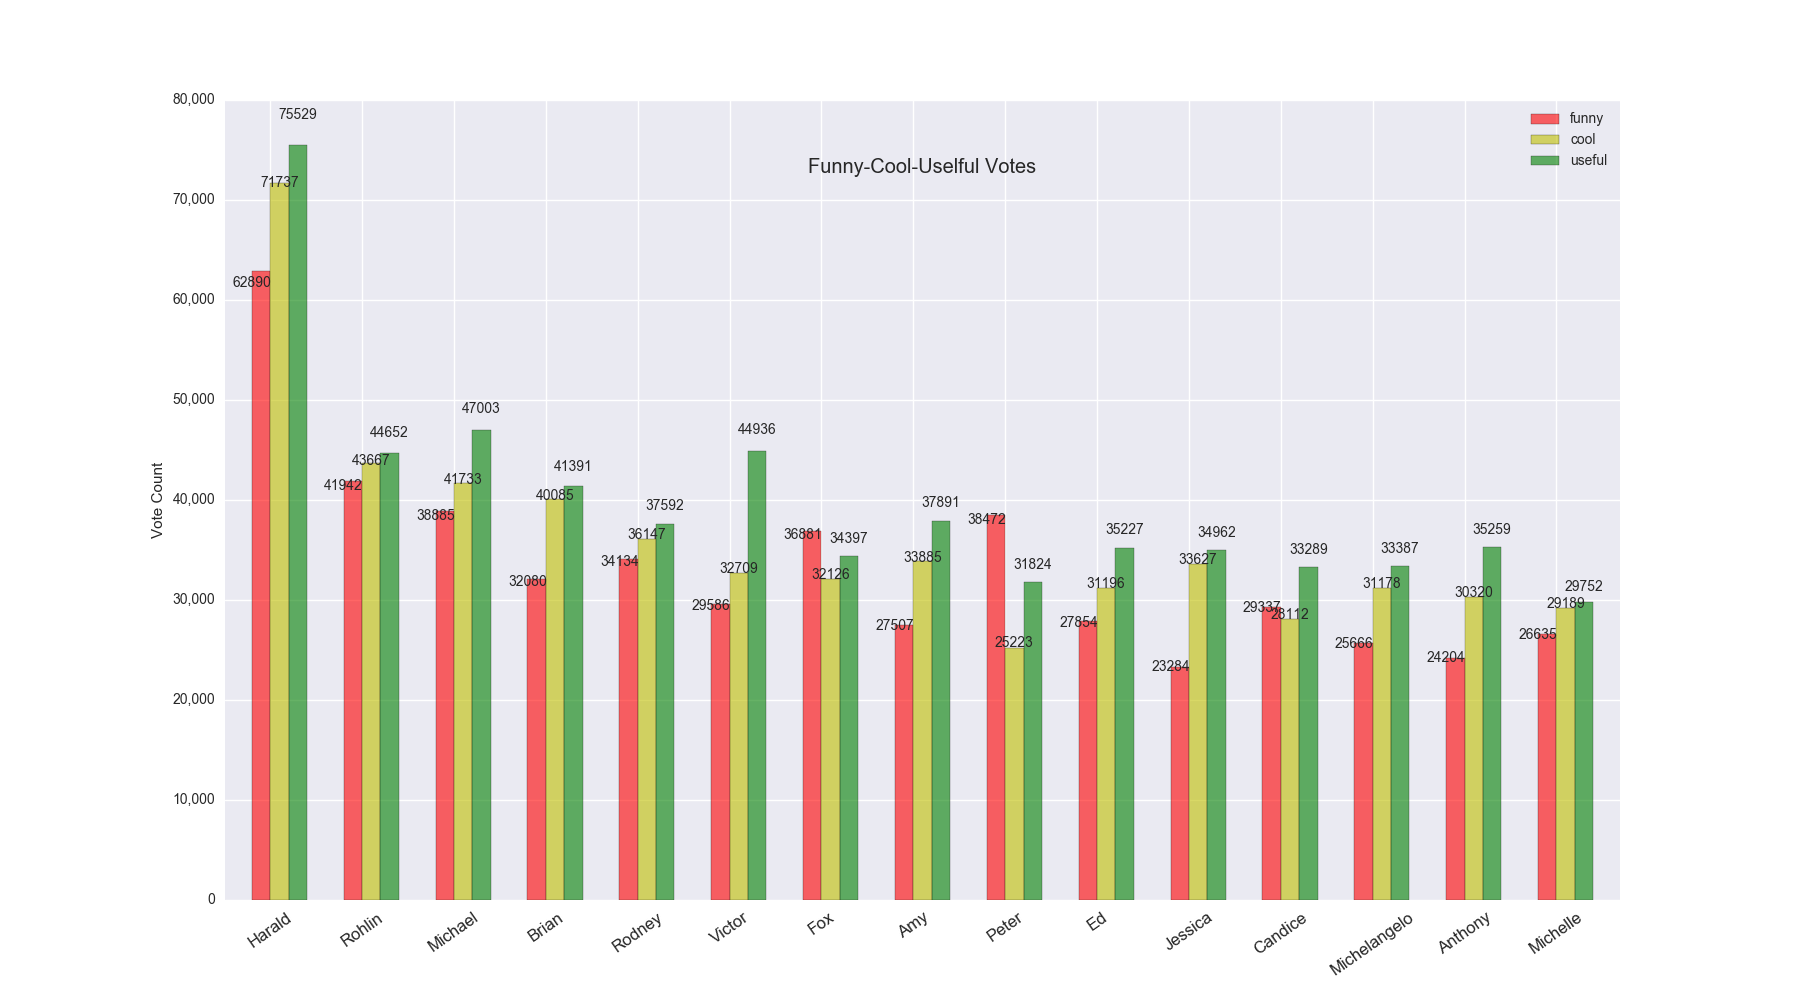 Funny-Cool-Uselful Votes
funny
cool
useful
Vote Count
80,000
70,000
60,000
50,000
40,000
30,000
20,000
10,000
0
62890 71737 75529
41942 43667 44652
38885 41733 47003
32080 40085 41391
34134 36147 37592
29586 32709 44936
36881 32126 34397
27507 33885 37891
38472 25223 31824
27854 31196 35227
23284 33627 34962
29337 28112 33289
25666 31178 33387
24204 30320 35259
26635 29189 29752
Harald Rohlin Michael Brian Rodney Victor Fox Amy Peter Ed Jessica Candice Michelangelo Anthony Michelle